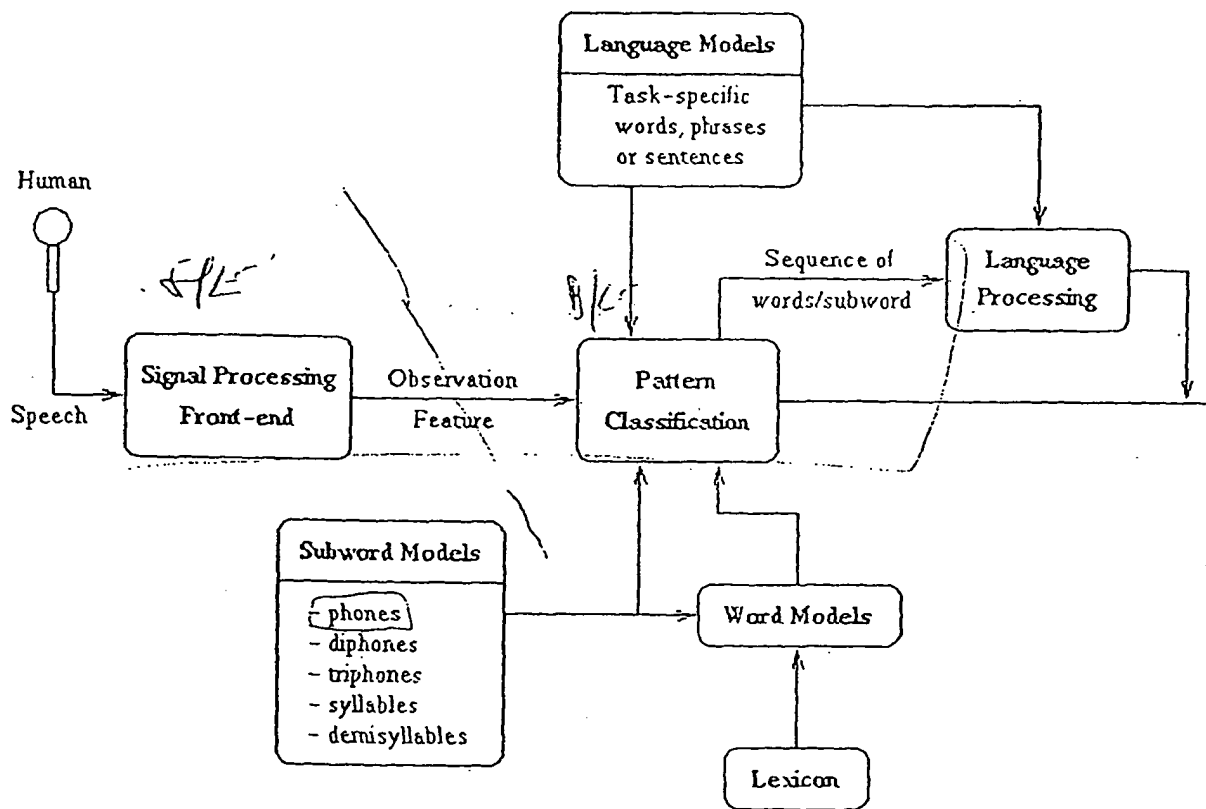 Language Models
Task-specific
words, phrases
or sentences
Human
F/E
B/E
Sequence of
words/subword
Language
Processing
Signal Processing
Front-end
Observation
Feature
Pattern
Classification
Speech
Subword Models
- phones
- diphones
- triphones
- syllables
- demisyllables
Word Models
Lexicon